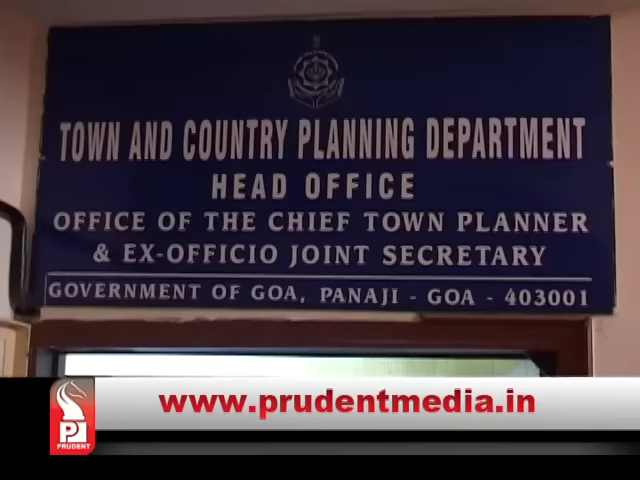 TOWN AND COUNTRY PLANNING DEPARTMENT
HEAD OFFICE
OFFICE OF THE CHIEF TOWN PLANNER
& EX-OFFICIO JOINT SECRETARY
GOVERNMENT OF GOA, PANAJI - GOA - 403001
www.prudentmedia.in
P
PRUDENT